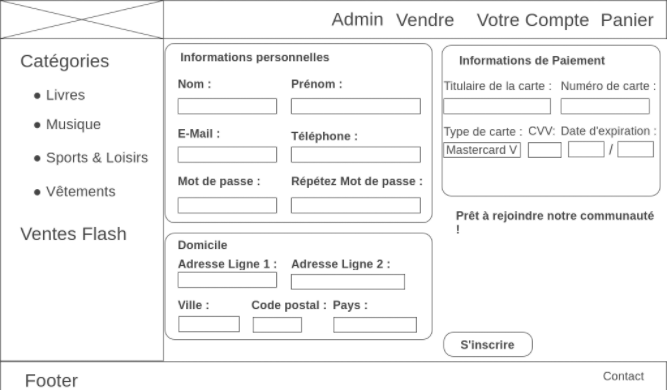 Admin Vendre Votre Compte Panier
Catégories
● Livres
● Musique
● Sports & Loisirs
● Vêtements
Ventes Flash
Informations personnelles
Nom : Prénom :
E-Mail : Téléphone :
Mot de passe : Répétez Mot de passe :
Domicile
Adresse Ligne 1 : Adresse Ligne 2 :
Ville : Code postal : Pays :
Informations de Paiement
Titulaire de la carte : Numéro de carte :
Type de carte : CVV: Date d'expiration :
Mastercard V /
Prêt à rejoindre notre communauté
!
S'inscrire
Footer Contact